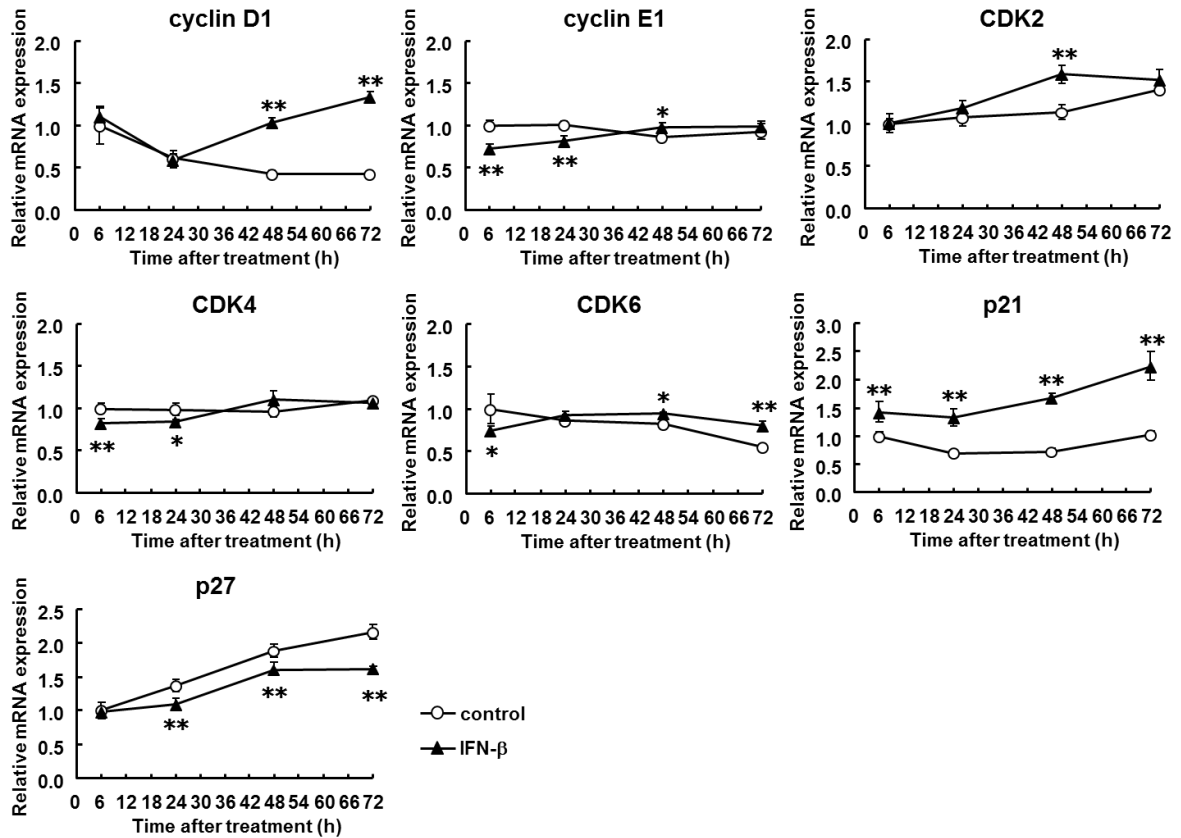 cyclin D1
Relative mRNA expression
2.0
1.5
1.0
0.5
0.0
**
**
0 6 12 18 24 30 36 42 48 54 60 66 72
Time after treatment (h)
cyclin E1
Relative mRNA expression
2.0
1.5
1.0
0.5
0.0
*
**
**
0 6 12 18 24 30 36 42 48 54 60 66 72
Time after treatment (h)
CDK2
Relative mRNA expression
2.0
1.5
1.0
0.5
0.0
**
0 6 12 18 24 30 36 42 48 54 60 66 72
Time after treatment (h)
CDK4
Relative mRNA expression
2.0
1.5
1.0
0.5
0.0
**
*
0 6 12 18 24 30 36 42 48 54 60 66 72
Time after treatment (h)
CDK6
Relative mRNA expression
2.0
1.5
1.0
0.5
0.0
*
**
*
0 6 12 18 24 30 36 42 48 54 60 66 72
Time after treatment (h)
p21
Relative mRNA expression
3.0
2.5
2.0
1.5
1.0
0.5
0.0
**
**
**
**
0 6 12 18 24 30 36 42 48 54 60 66 72
Time after treatment (h)
p27
Relative mRNA expression
2.5
2.0
1.5
1.0
0.5
0.0
**
**
**
0 6 12 18 24 30 36 42 48 54 60 66 72
Time after treatment (h)
control
IFN-β